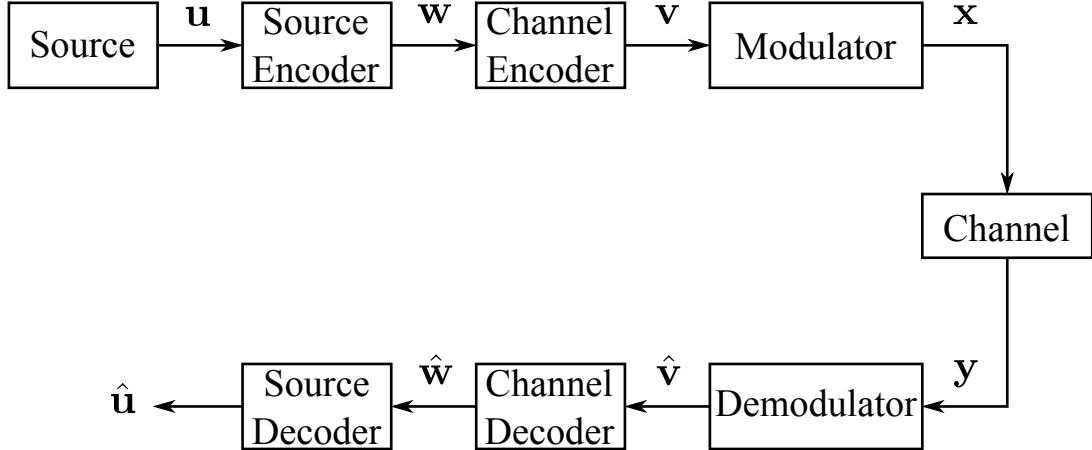 u
w
v
x
Source
Source
Encoder
Channel
Encoder
Modulator
Channel
û
ŵ
v̂
y
Source
Decoder
Channel
Decoder
Demodulator